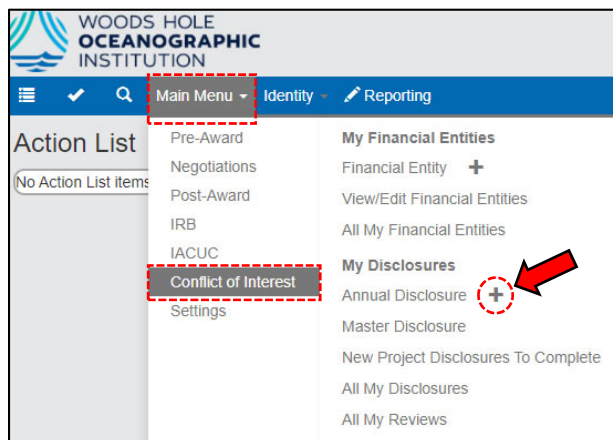 WOODS HOLE
OCEANOGRAPHIC
INSTITUTION
Main Menu Identity Reporting
Action List
No Action List items
Pre-Award
Negotiations
Post-Award
IRB
IACUC
Conflict of Interest
Settings
My Financial Entities
Financial Entity +
View/Edit Financial Entities
All My Financial Entities
My Disclosures
Annual Disclosure +
Master Disclosure
New Project Disclosures To Complete
All My Disclosures
All My Reviews